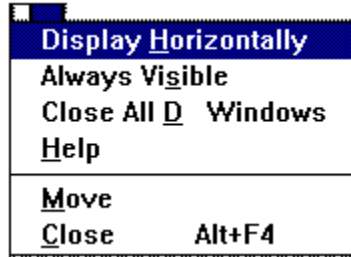 Display Horizontally
Always Visible
Close All D Windows
Help
Move
Close Alt+F4